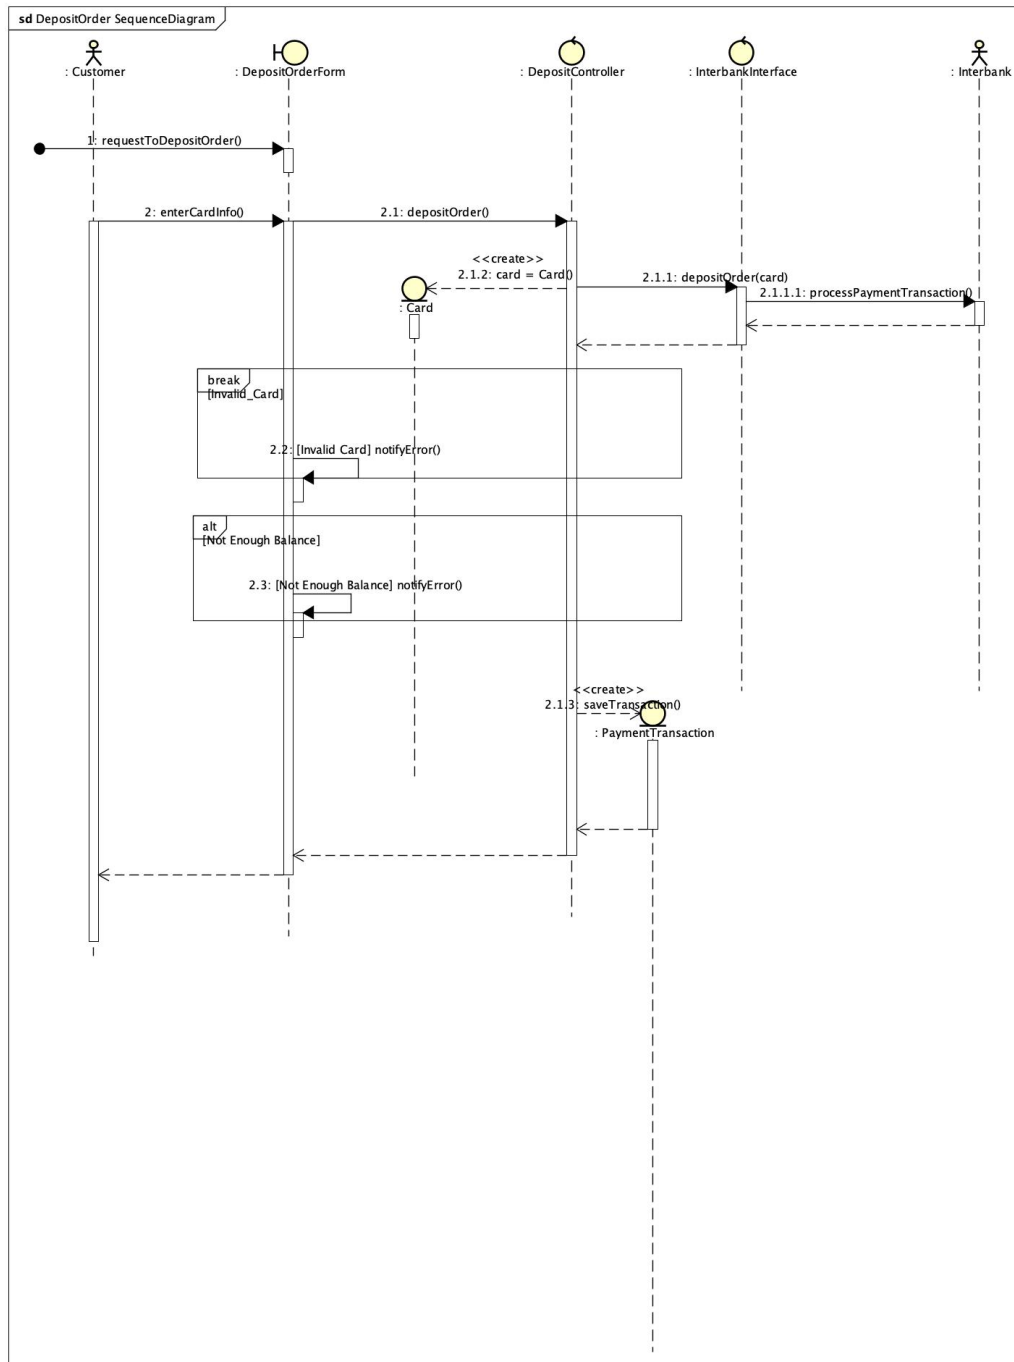 sd DepositOrder SequenceDiagram
: Customer
: DepositOrderForm
: DepositController
: InterbankInterface
: Interbank
1: requestToDepositOrder()
2: enterCardInfo()
2.1: depositOrder()
<<create>>
2.1.2: card = Card()
2.1.1: depositOrder(card)
2.1.1.1: processPaymentTransaction()
: Card
break
[Invalid_Card]
2.2: [Invalid Card] notifyError()
alt
[Not Enough Balance]
2.3: [Not Enough Balance] notifyError()
<<create>>
2.1.3: saveTransaction()
: PaymentTransaction